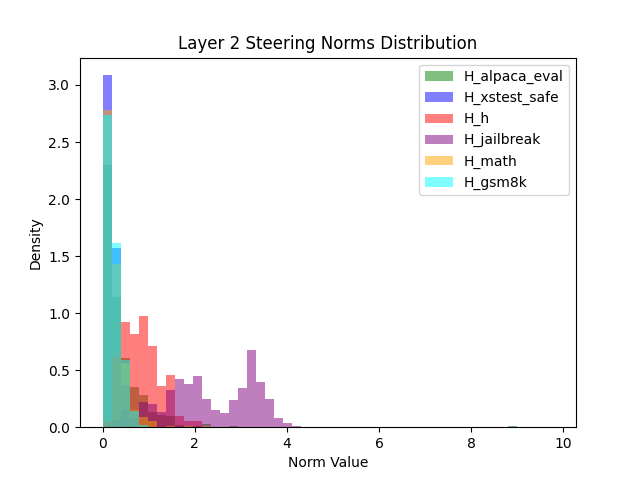 Layer 2 Steering Norms Distribution
H_alpaca_eval
H_xstest_safe
H_h
H_jailbreak
H_math
H_gsm8k
Density
3.0
2.5
2.0
1.5
1.0
0.5
0.0
0
2
4
6
8
10
Norm Value